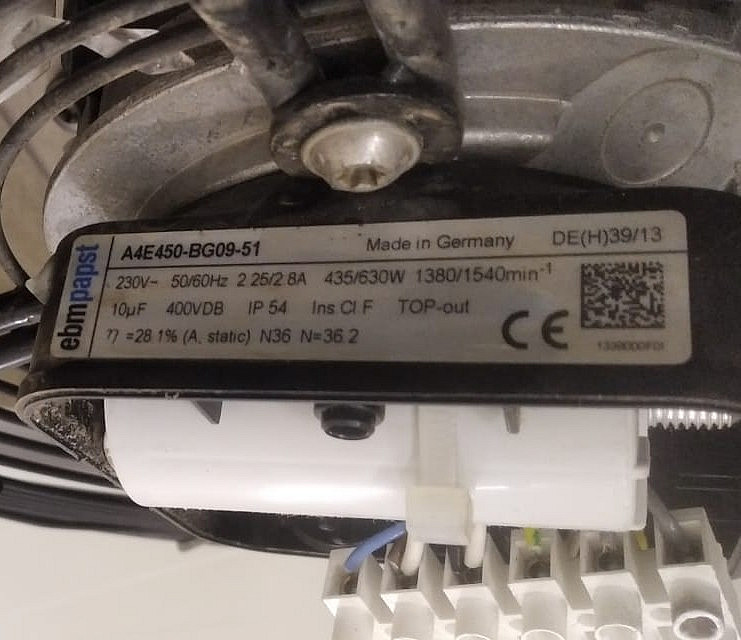 ebmpapst
A4E450-BG09-51 Made in Germany DE(H)39/13
230V~ 50/60Hz 2.25/2.8A 435/630W 1380/1540min⁻¹
10µF 400VDB IP 54 Ins Cl F TOP-out
η =28.1% (A, static) N36 N=36.2
CE